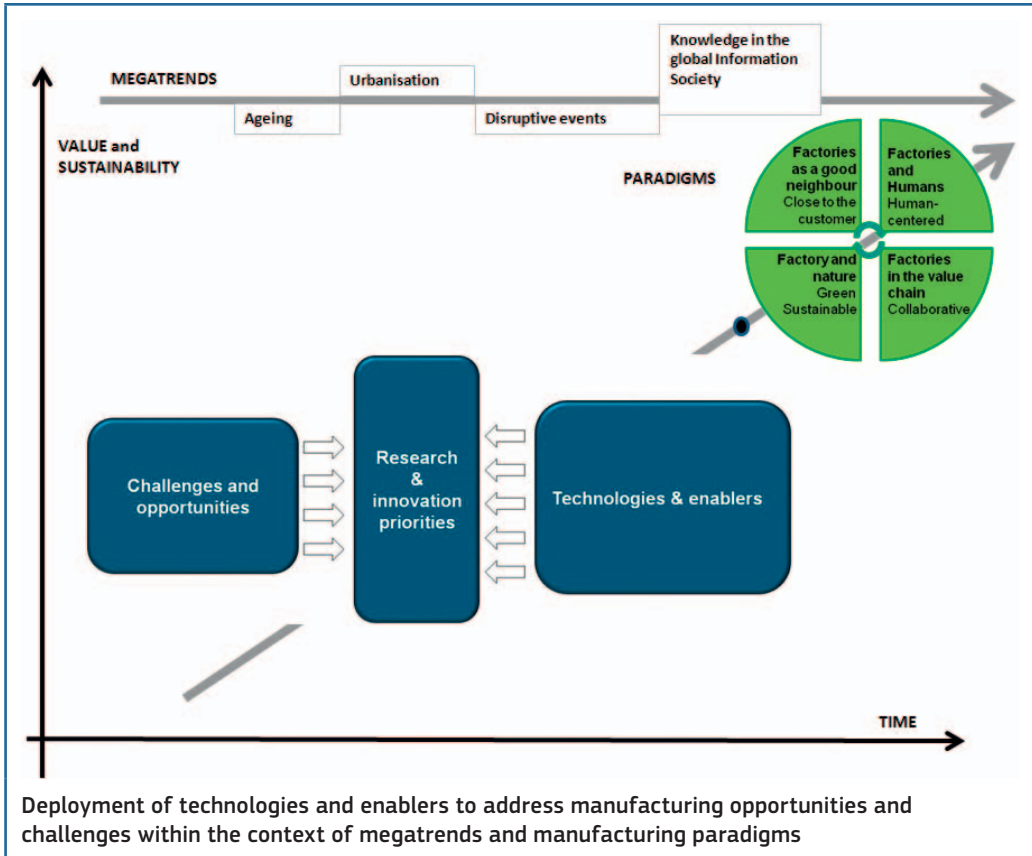 MEGATRENDS
Ageing
Urbanisation
Disruptive events
Knowledge in the
global Information
Society
VALUE and
SUSTAINABILITY
PARADIGMS
Factories
as a good
neighbour
Close to the
customer
Factories
and
Humans
Human-
centered
Factory and
nature
Green
Sustainable
Factories
in the value
chain
Collaborative
Challenges and
opportunities
Research
&
innovation
priorities
Technologies & enablers
TIME
Deployment of technologies and enablers to address manufacturing opportunities and
challenges within the context of megatrends and manufacturing paradigms